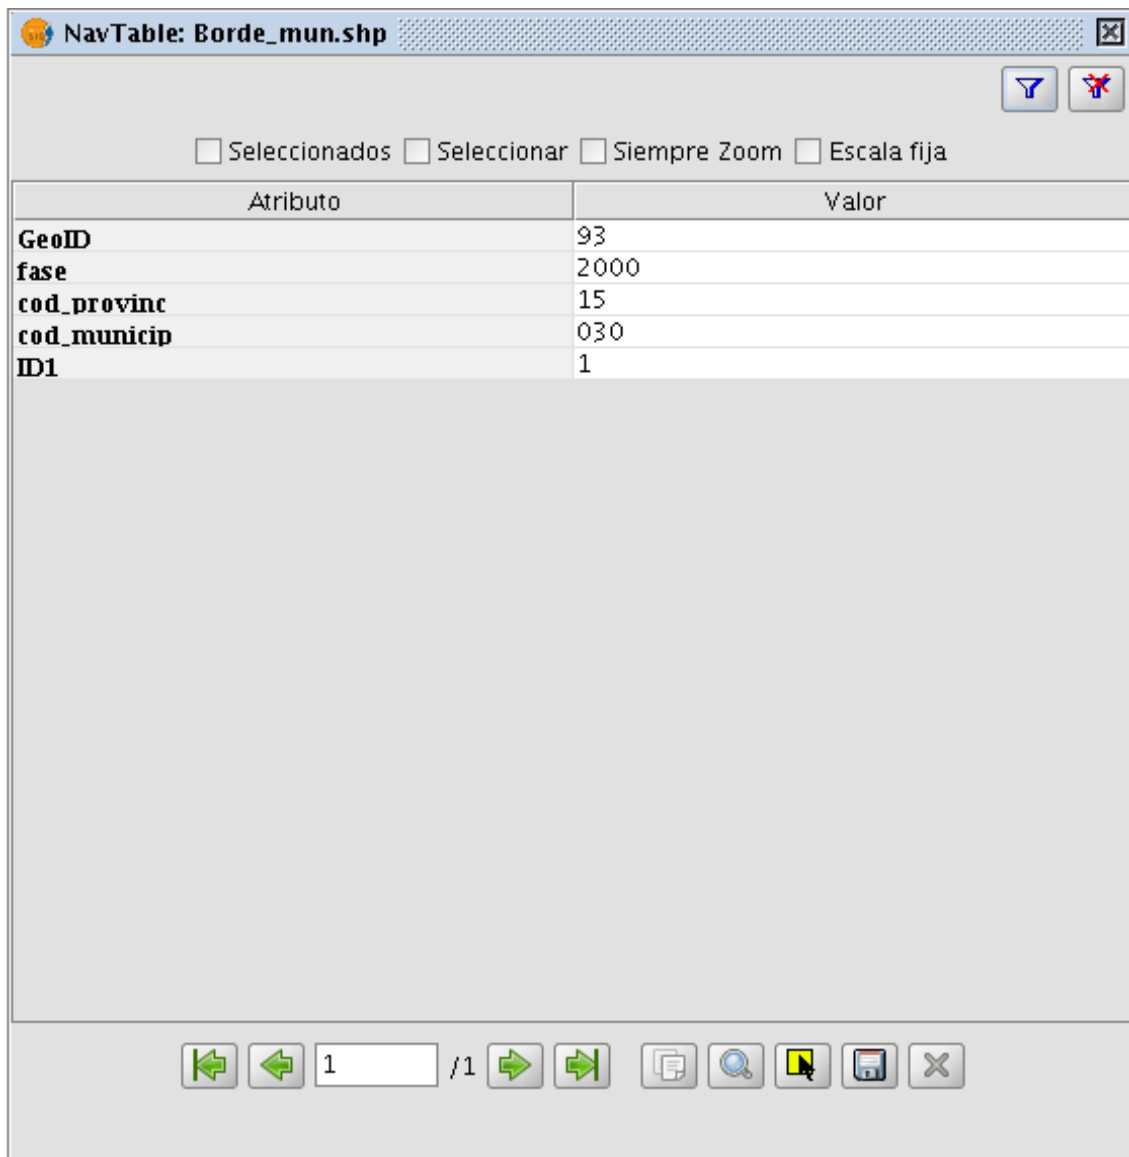 NavTable: Borde_mun.shp
Seleccionados Seleccionar Siempre Zoom Escala fija
Atributo Valor
GeoID 93
fase 2000
cod_provinc 15
cod_municip 030
ID1 1
1 /1